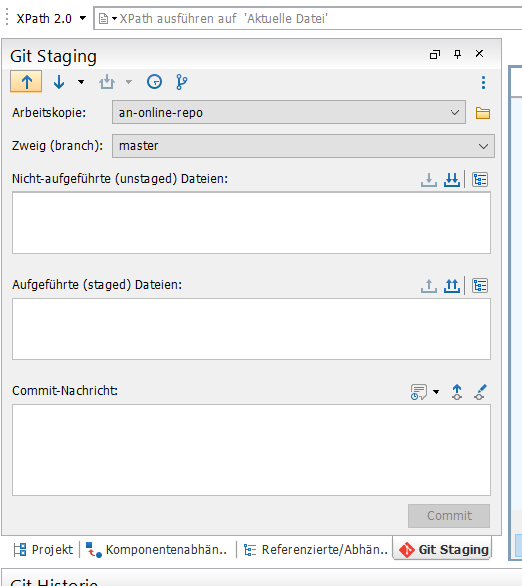 XPath 2.0 XPath ausführen auf 'Aktuelle Datei'
Git Staging
Arbeitskopie: an-online-repo
Zweig (branch): master
Nicht-aufgeführte (unstaged) Dateien:
Aufgeführte (staged) Dateien:
Commit-Nachricht:
Commit
Projekt Komponentenabhän.. Referenzierte/Abhän.. Git Staging
Git Historie